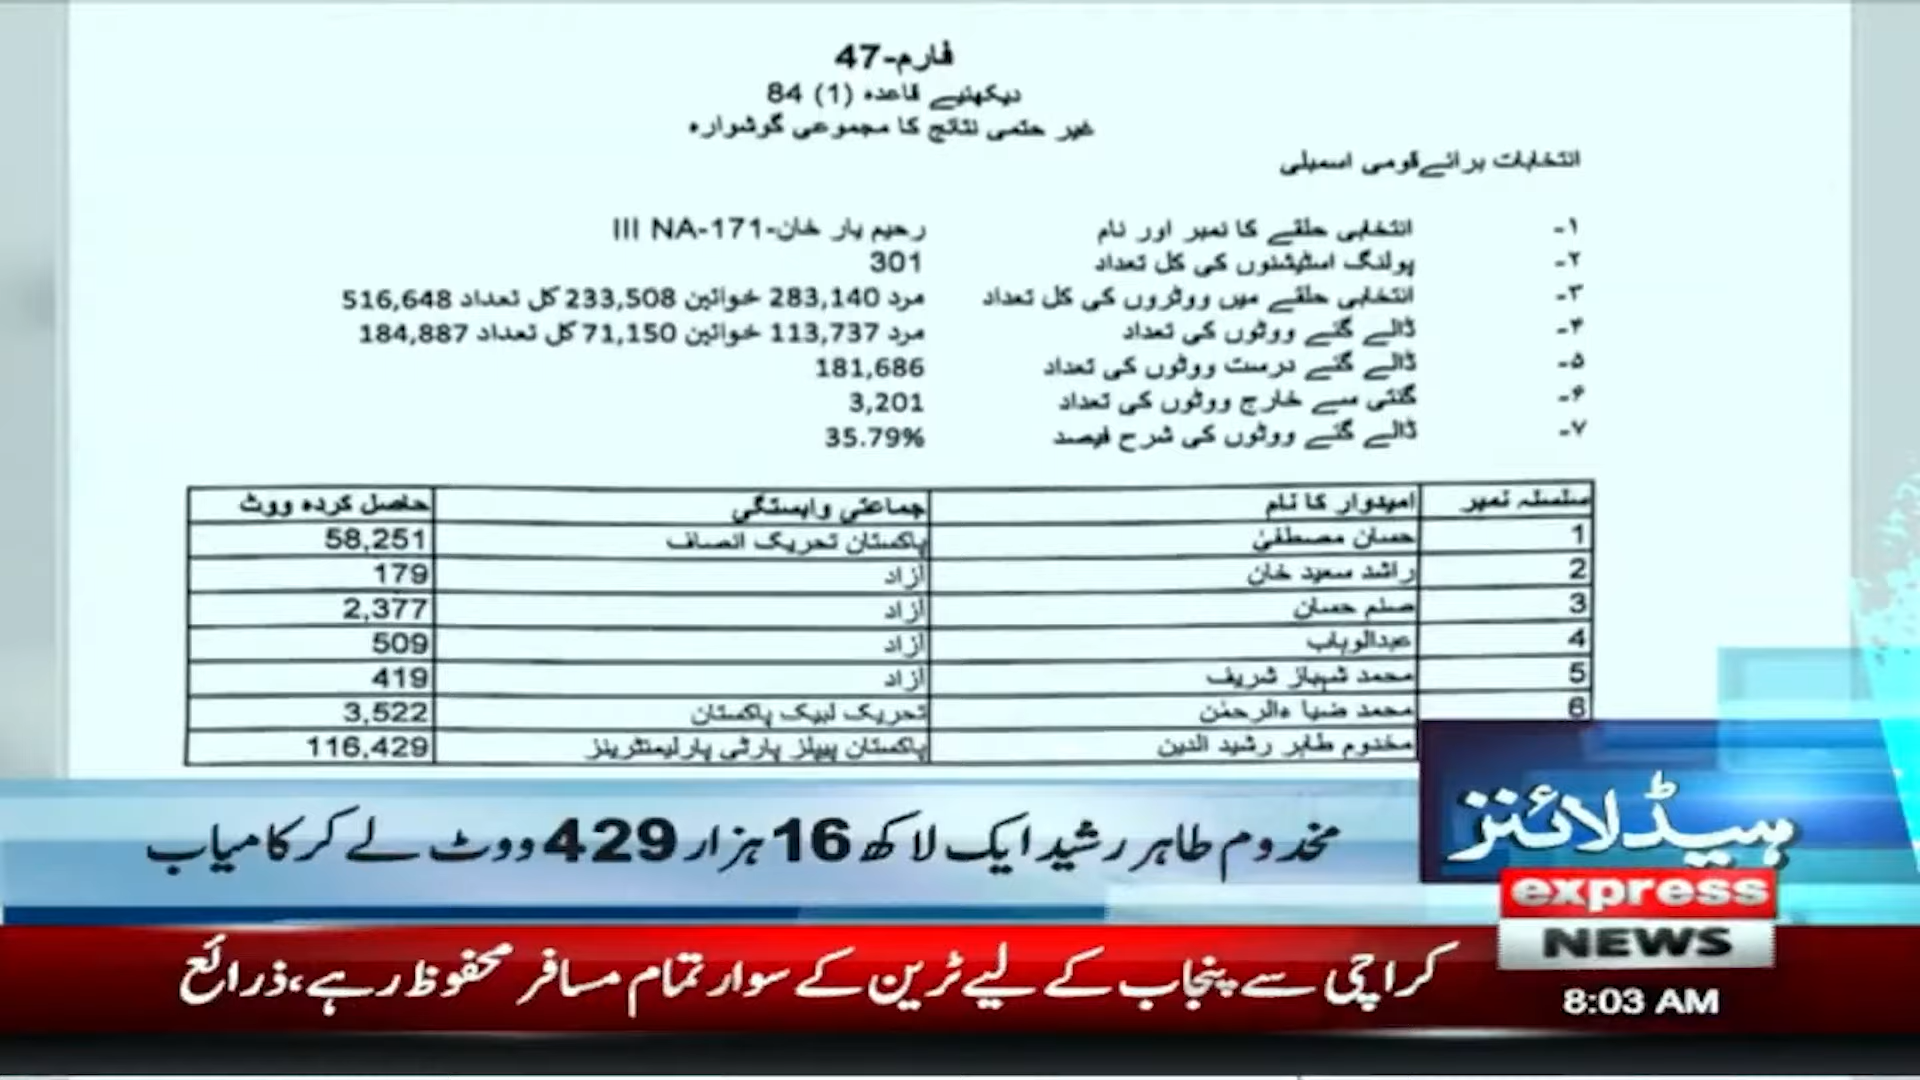 فارم-47
دیکھئیے قاعدہ (1) 84
غیر حتمی نتائج کا مجموعی گوشوارہ
انتخابات برائے قومی اسمبلی
۱- انتخابی حلقے کا نمبر اور نام رحیم یار خان-NA-171 III
۲- پولنگ اسٹیشنوں کی کل تعداد 301
۳- انتخابی حلقے میں ووٹروں کی کل تعداد مرد 283,140 خواتین 233,508 کل تعداد 516,648
۴- ڈالے گئے ووٹوں کی تعداد مرد 113,737 خواتین 71,150 کل تعداد 184,887
۵- ڈالے گئے درست ووٹوں کی تعداد 181,686
۶- گنتی سے خارج ووٹوں کی تعداد 3,201
۷- ڈالے گئے ووٹوں کی شرح فیصد 35.79%
سلسلہ نمبر امیدوار کا نام جماعتی وابستگی حاصل کردہ ووٹ
1 حسان مصطفیٰ پاکستان تحریک انصاف 58,251
2 راشد سعید خان آزاد 179
3 صنم حسان آزاد 2,377
4 عبدالوہاب آزاد 509
5 محمد شہباز شریف آزاد 419
6 محمد ضیا ءالرحمٰن تحریک لبیک پاکستان 3,522
مخدوم طاہر رشید الدین پاکستان پیپلز پارٹی پارلیمنٹرینز 116,429
ہیڈلائنز
مخدوم طاہر رشید ایک لاکھ 16 ہزار 429 ووٹ لے کر کامیاب
express
NEWS
کراچی سے پنجاب کے لیے ٹرین کے سوار تمام مسافر محفوظ رہے، ذرائع
8:03 AM